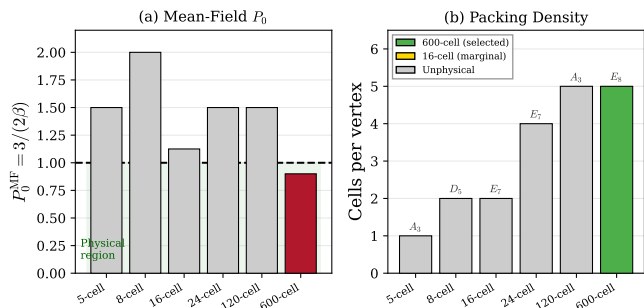 (a) Mean-Field P₀
P₀ᴹᶠ = 3/(2β)
2.00
1.75
1.50
1.25
1.00
0.75
0.50
0.25
0.00
Physical
region
5-cell
8-cell
16-cell
24-cell
120-cell
600-cell
(b) Packing Density
Cells per vertex
6
5
4
3
2
1
0
600-cell (selected)
16-cell (marginal)
Unphysical
A₃
D₅
E₇
E₇
A₃
E₈
5-cell
8-cell
16-cell
24-cell
120-cell
600-cell